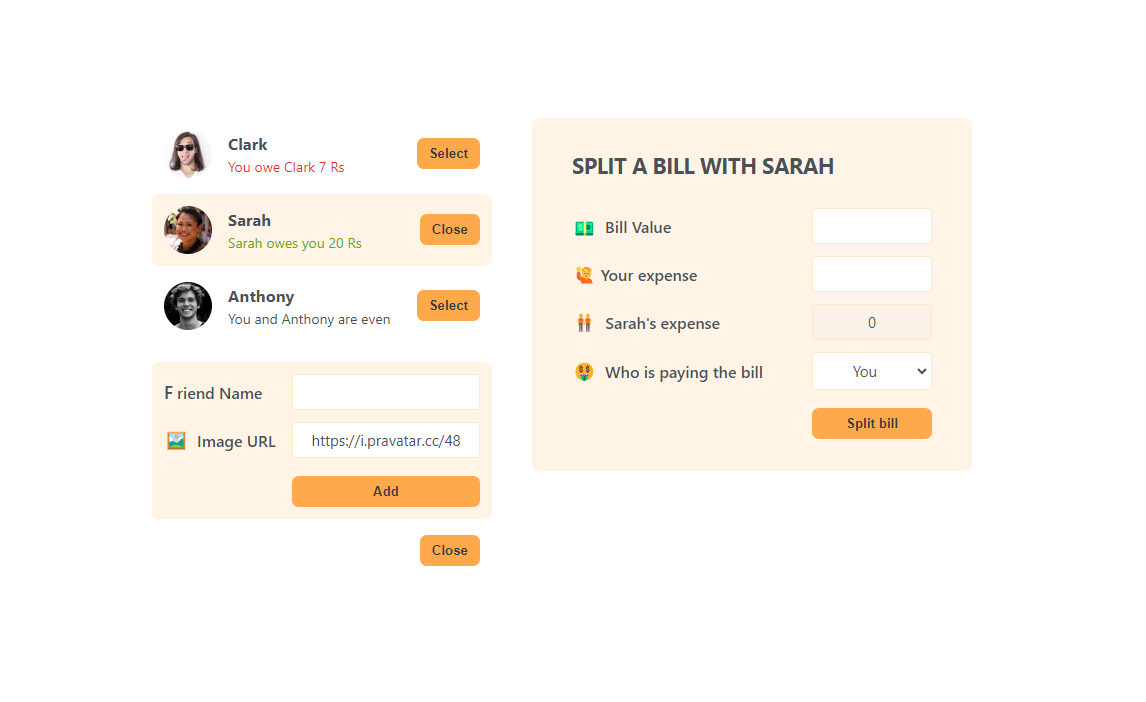 Clark
You owe Clark 7 Rs
Select
Sarah
Sarah owes you 20 Rs
Close
Anthony
You and Anthony are even
Select
F riend Name
🖼️ Image URL https://i.pravatar.cc/48
Add
Close
SPLIT A BILL WITH SARAH
💵 Bill Value
🙋 Your expense
🧑‍🤝‍🧑 Sarah's expense 0
🤑 Who is paying the bill You
Split bill